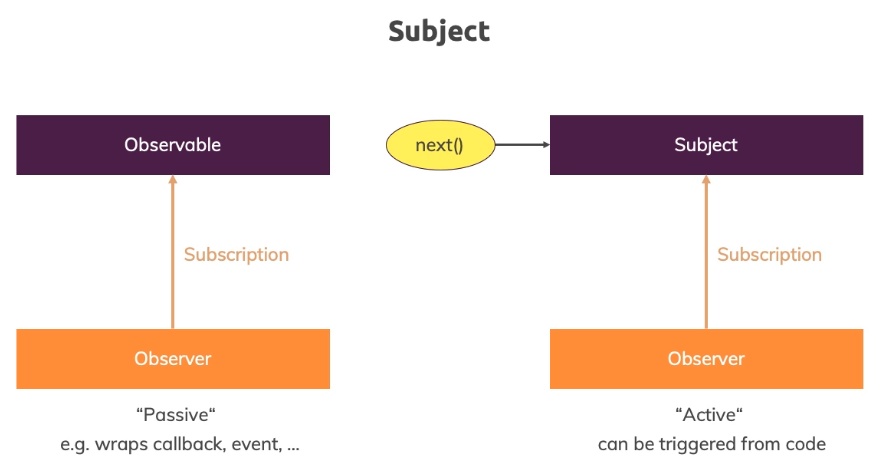 Subject
Observable
next()
Subject
Subscription
Subscription
Observer
Observer
“Passive“
e.g. wraps callback, event, ...
“Active“
can be triggered from code